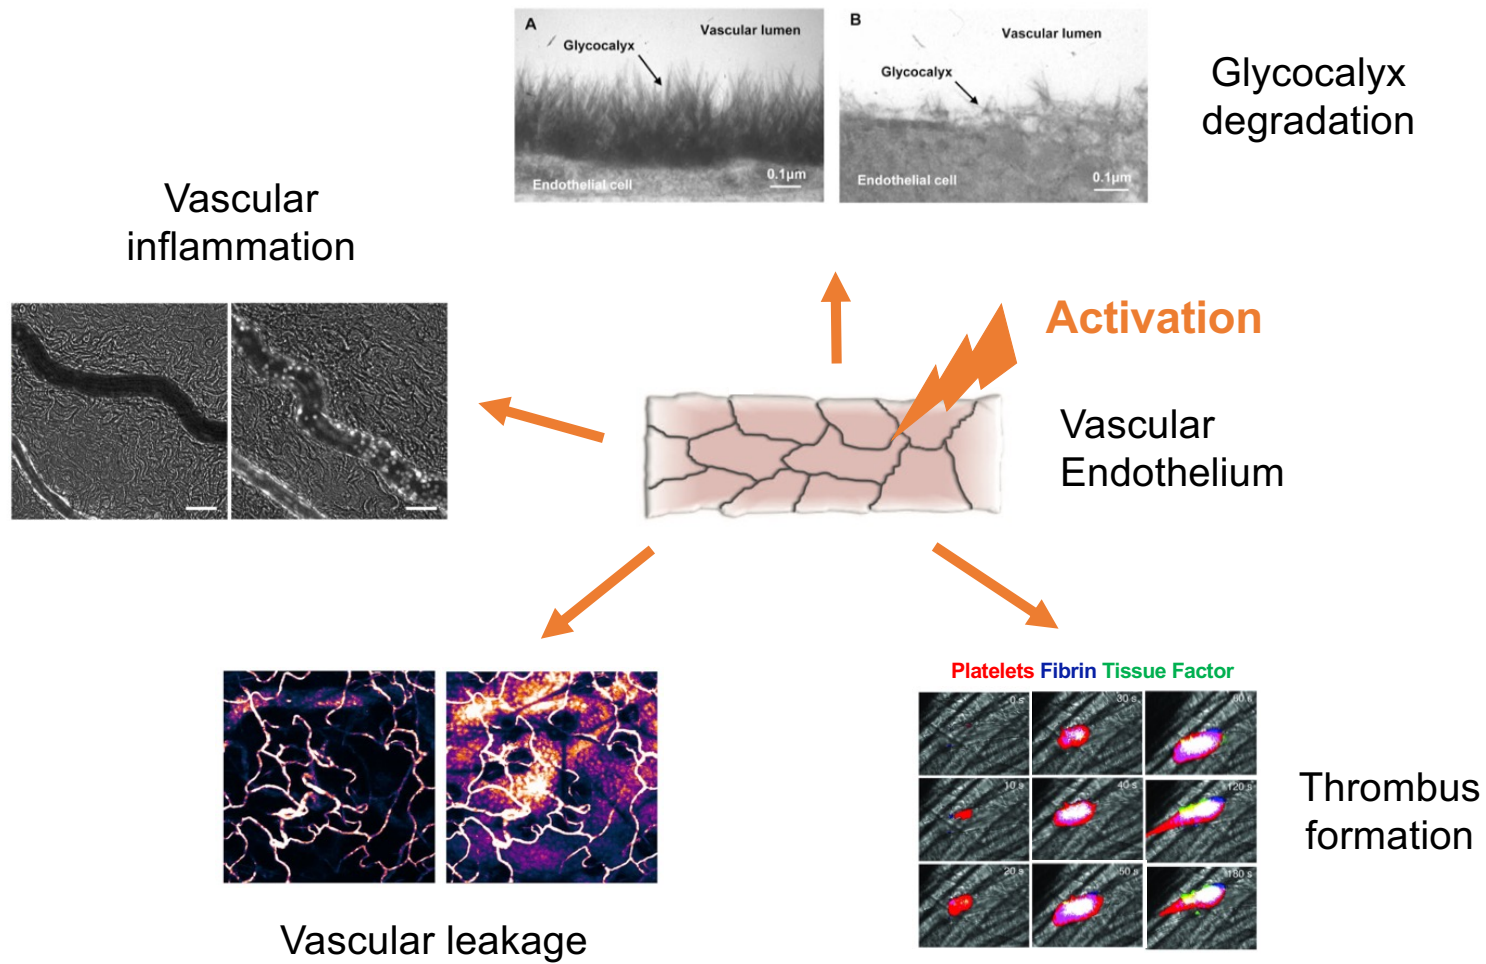 A
Vascular lumen
Glycocalyx
Endothelial cell
0.1µm
B
Vascular lumen
Glycocalyx
Endothelial cell
0.1µm
Glycocalyx
degradation
Vascular
inflammation
Activation
Vascular
Endothelium
Platelets Fibrin Tissue Factor
0 s
30 s
60 s
10 s
40 s
120 s
20 s
50 s
180 s
Thrombus
formation
Vascular leakage